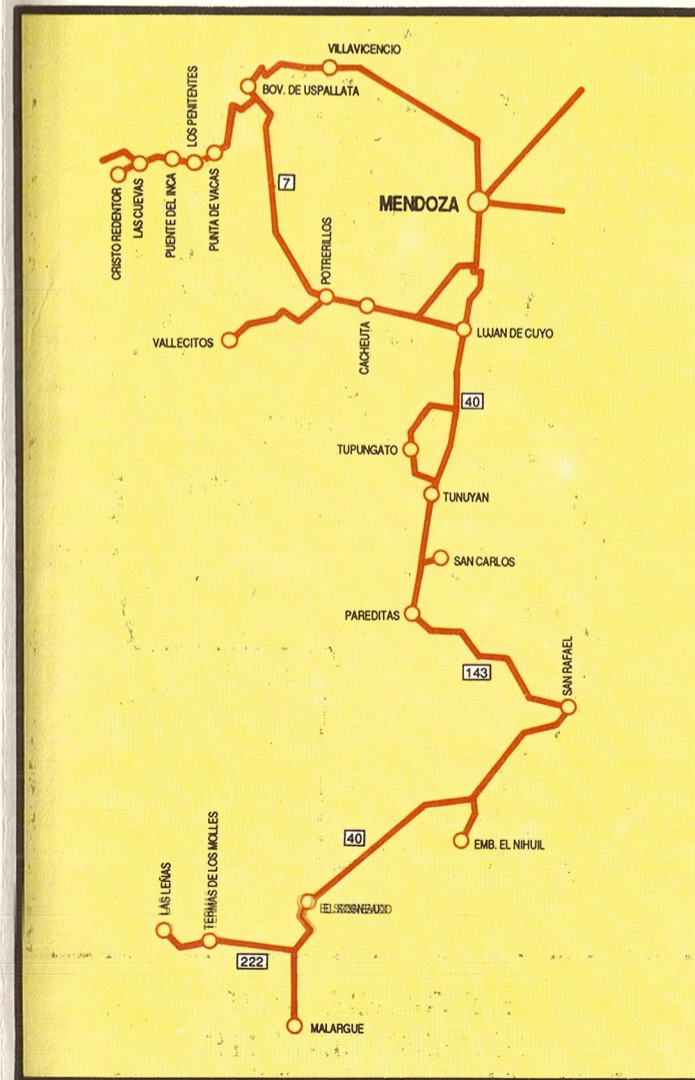 VILLAVICENCIO
BOV. DE USPALLATA
LOS PENITENTES
CRISTO REDENTOR
LAS CUEVAS
PUENTE DEL INCA
PUNTA DE VACAS
7
MENDOZA
POTRERILLOS
VALLECITOS
CACHEUTA
LUJAN DE CUYO
40
TUPUNGATO
TUNUYAN
SAN CARLOS
PAREDITAS
143
SAN RAFAEL
40
EMB. EL NIHUIL
LAS LEÑAS
TERMAS DE LOS MOLLES
222
MALARGUE